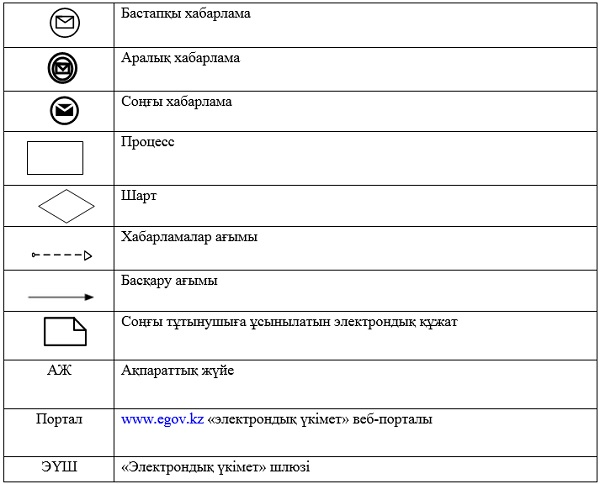 Бастапқы хабарлама
Аралық хабарлама
Соңғы хабарлама
Процесс
Шарт
Хабарламалар ағымы
Басқару ағымы
Соңғы тұтынушыға ұсынылатын электрондық құжат
АЖ Ақпараттық жүйе
Портал www.egov.kz «электрондық үкімет» веб-порталы
ЭҮШ «Электрондық үкімет» шлюзі